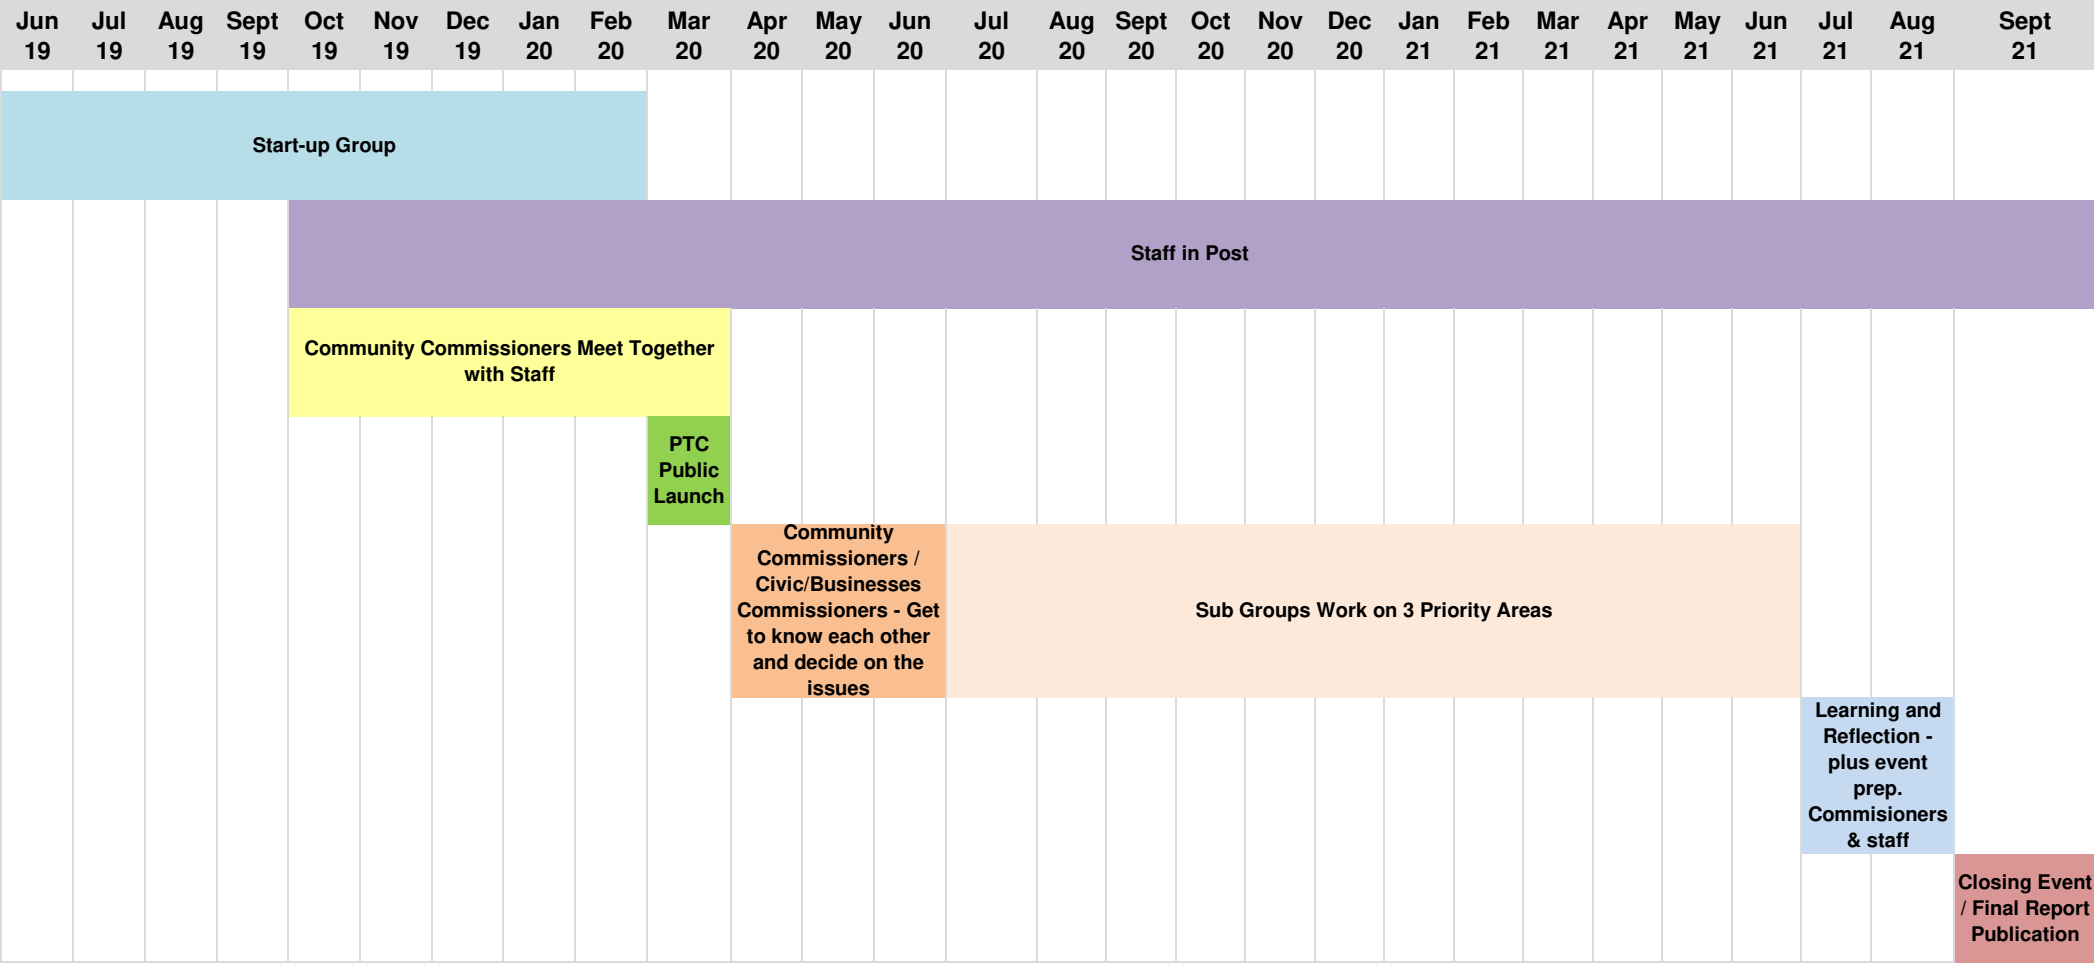 Jun Jul Aug Sept Oct Nov Dec Jan Feb Mar Apr May Jun Jul Aug Sept Oct Nov Dec Jan Feb Mar Apr May Jun Jul Aug Sept
19 19 19 19 19 19 19 20 20 20 20 20 20 20 20 20 20 20 20 21 21 21 21 21 21 21 21 21
Start-up Group
Staff in Post
Community Commissioners Meet Together
with Staff
PTC
Public
Launch
Community
Commissioners /
Civic/Businesses
Commissioners - Get
to know each other
and decide on the
issues
Sub Groups Work on 3 Priority Areas
Learning and
Reflection -
plus event
prep.
Commisioners
& staff
Closing Event
/ Final Report
Publication